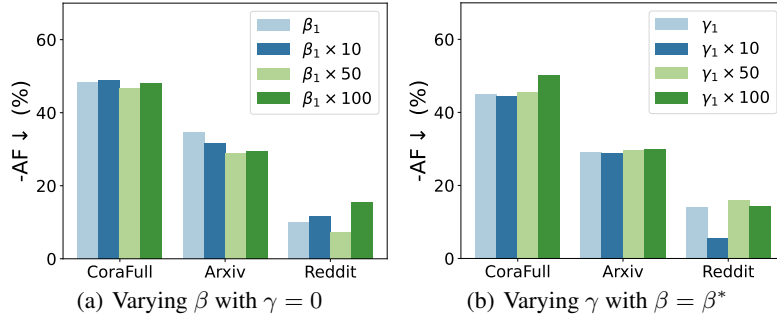 60
40
20
0
-AF ↓ (%)
β₁
β₁ × 10
β₁ × 50
β₁ × 100
CoraFull Arxiv Reddit
(a) Varying β with γ = 0
60
40
20
0
-AF ↓ (%)
γ₁
γ₁ × 10
γ₁ × 50
γ₁ × 100
CoraFull Arxiv Reddit
(b) Varying γ with β = β*